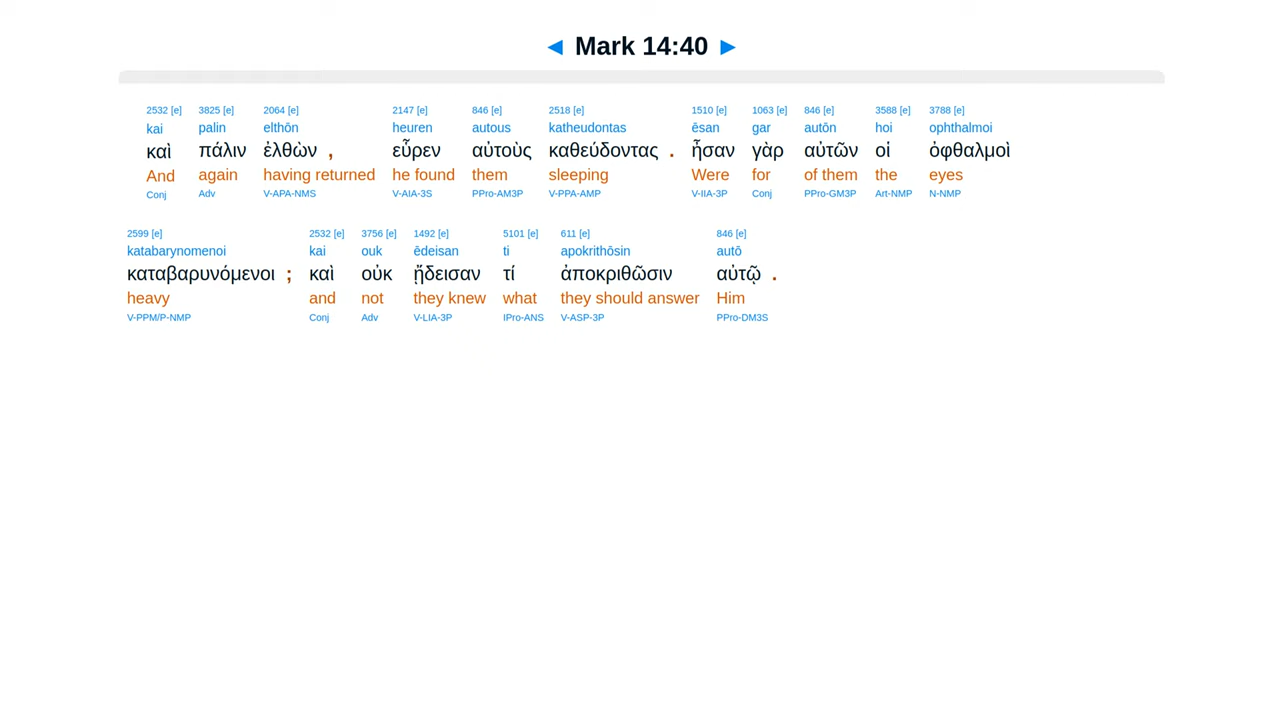 ◄ Mark 14:40 ►
2532 [e] 3825 [e] 2064 [e] 2147 [e] 846 [e] 2518 [e] 1510 [e] 1063 [e] 846 [e] 3588 [e] 3788 [e]
kai palin elthōn heuren autous katheudontas ēsan gar autōn hoi ophthalmoi
καὶ πάλιν ἐλθὼν , εὗρεν αὐτοὺς καθεύδοντας . ἦσαν γὰρ αὐτῶν οἱ ὀφθαλμοὶ
And again having returned he found them sleeping Were for of them the eyes
Conj Adv V-APA-NMS V-AIA-3S PPro-AM3P V-PPA-AMP V-IIA-3P Conj PPro-GM3P Art-NMP N-NMP
2599 [e] 2532 [e] 3756 [e] 1492 [e] 5101 [e] 611 [e] 846 [e]
katabarynomenoi kai ouk ēdeisan ti apokrithōsin autō
καταβαρυνόμενοι ; καὶ οὐκ ᾔδεισαν τί ἀποκριθῶσιν αὐτῷ .
heavy and not they knew what they should answer Him
V-PPM/P-NMP Conj Adv V-LIA-3P IPro-ANS V-ASP-3P PPro-DM3S